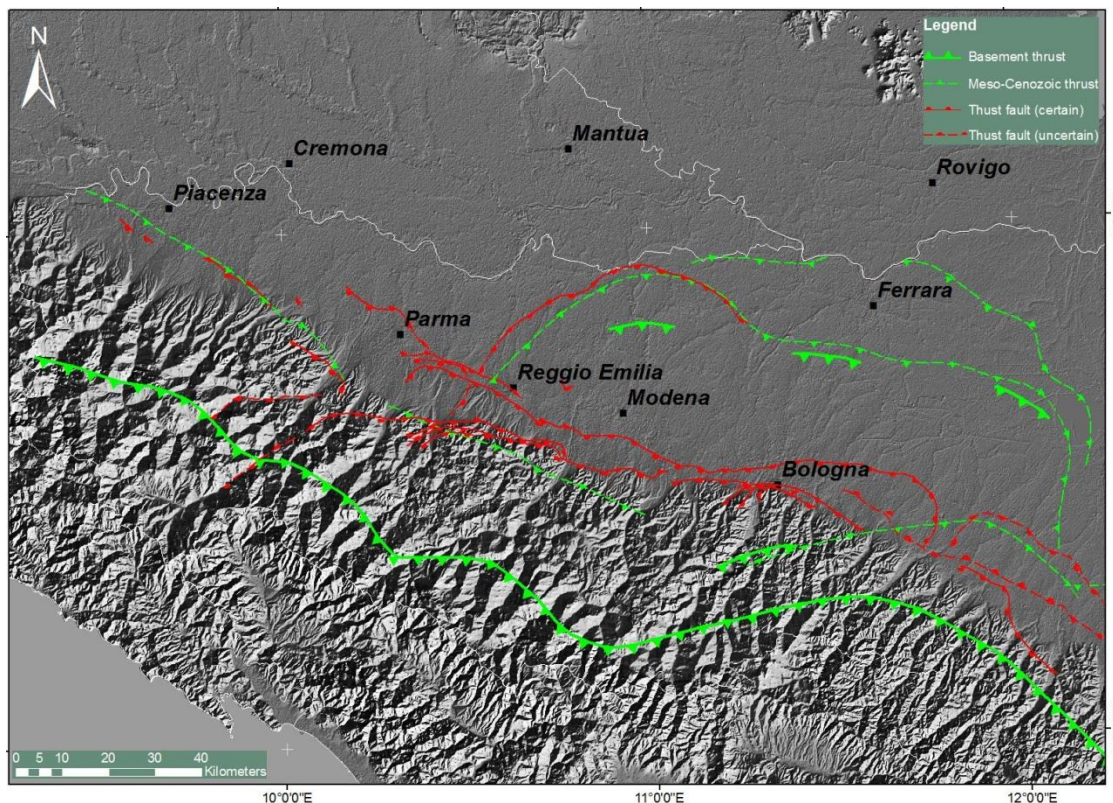 N
Legend
Basement thrust
Meso-Cenozoic thrust
Thust fault (certain)
Thust fault (uncertain)
Mantua
Cremona
Rovigo
Piacenza
Ferrara
Parma
Reggio Emilia
Modena
Bologna
0 5 10 20 30 40
Kilometers
10°0'0"E 11°0'0"E 12°0'0"E